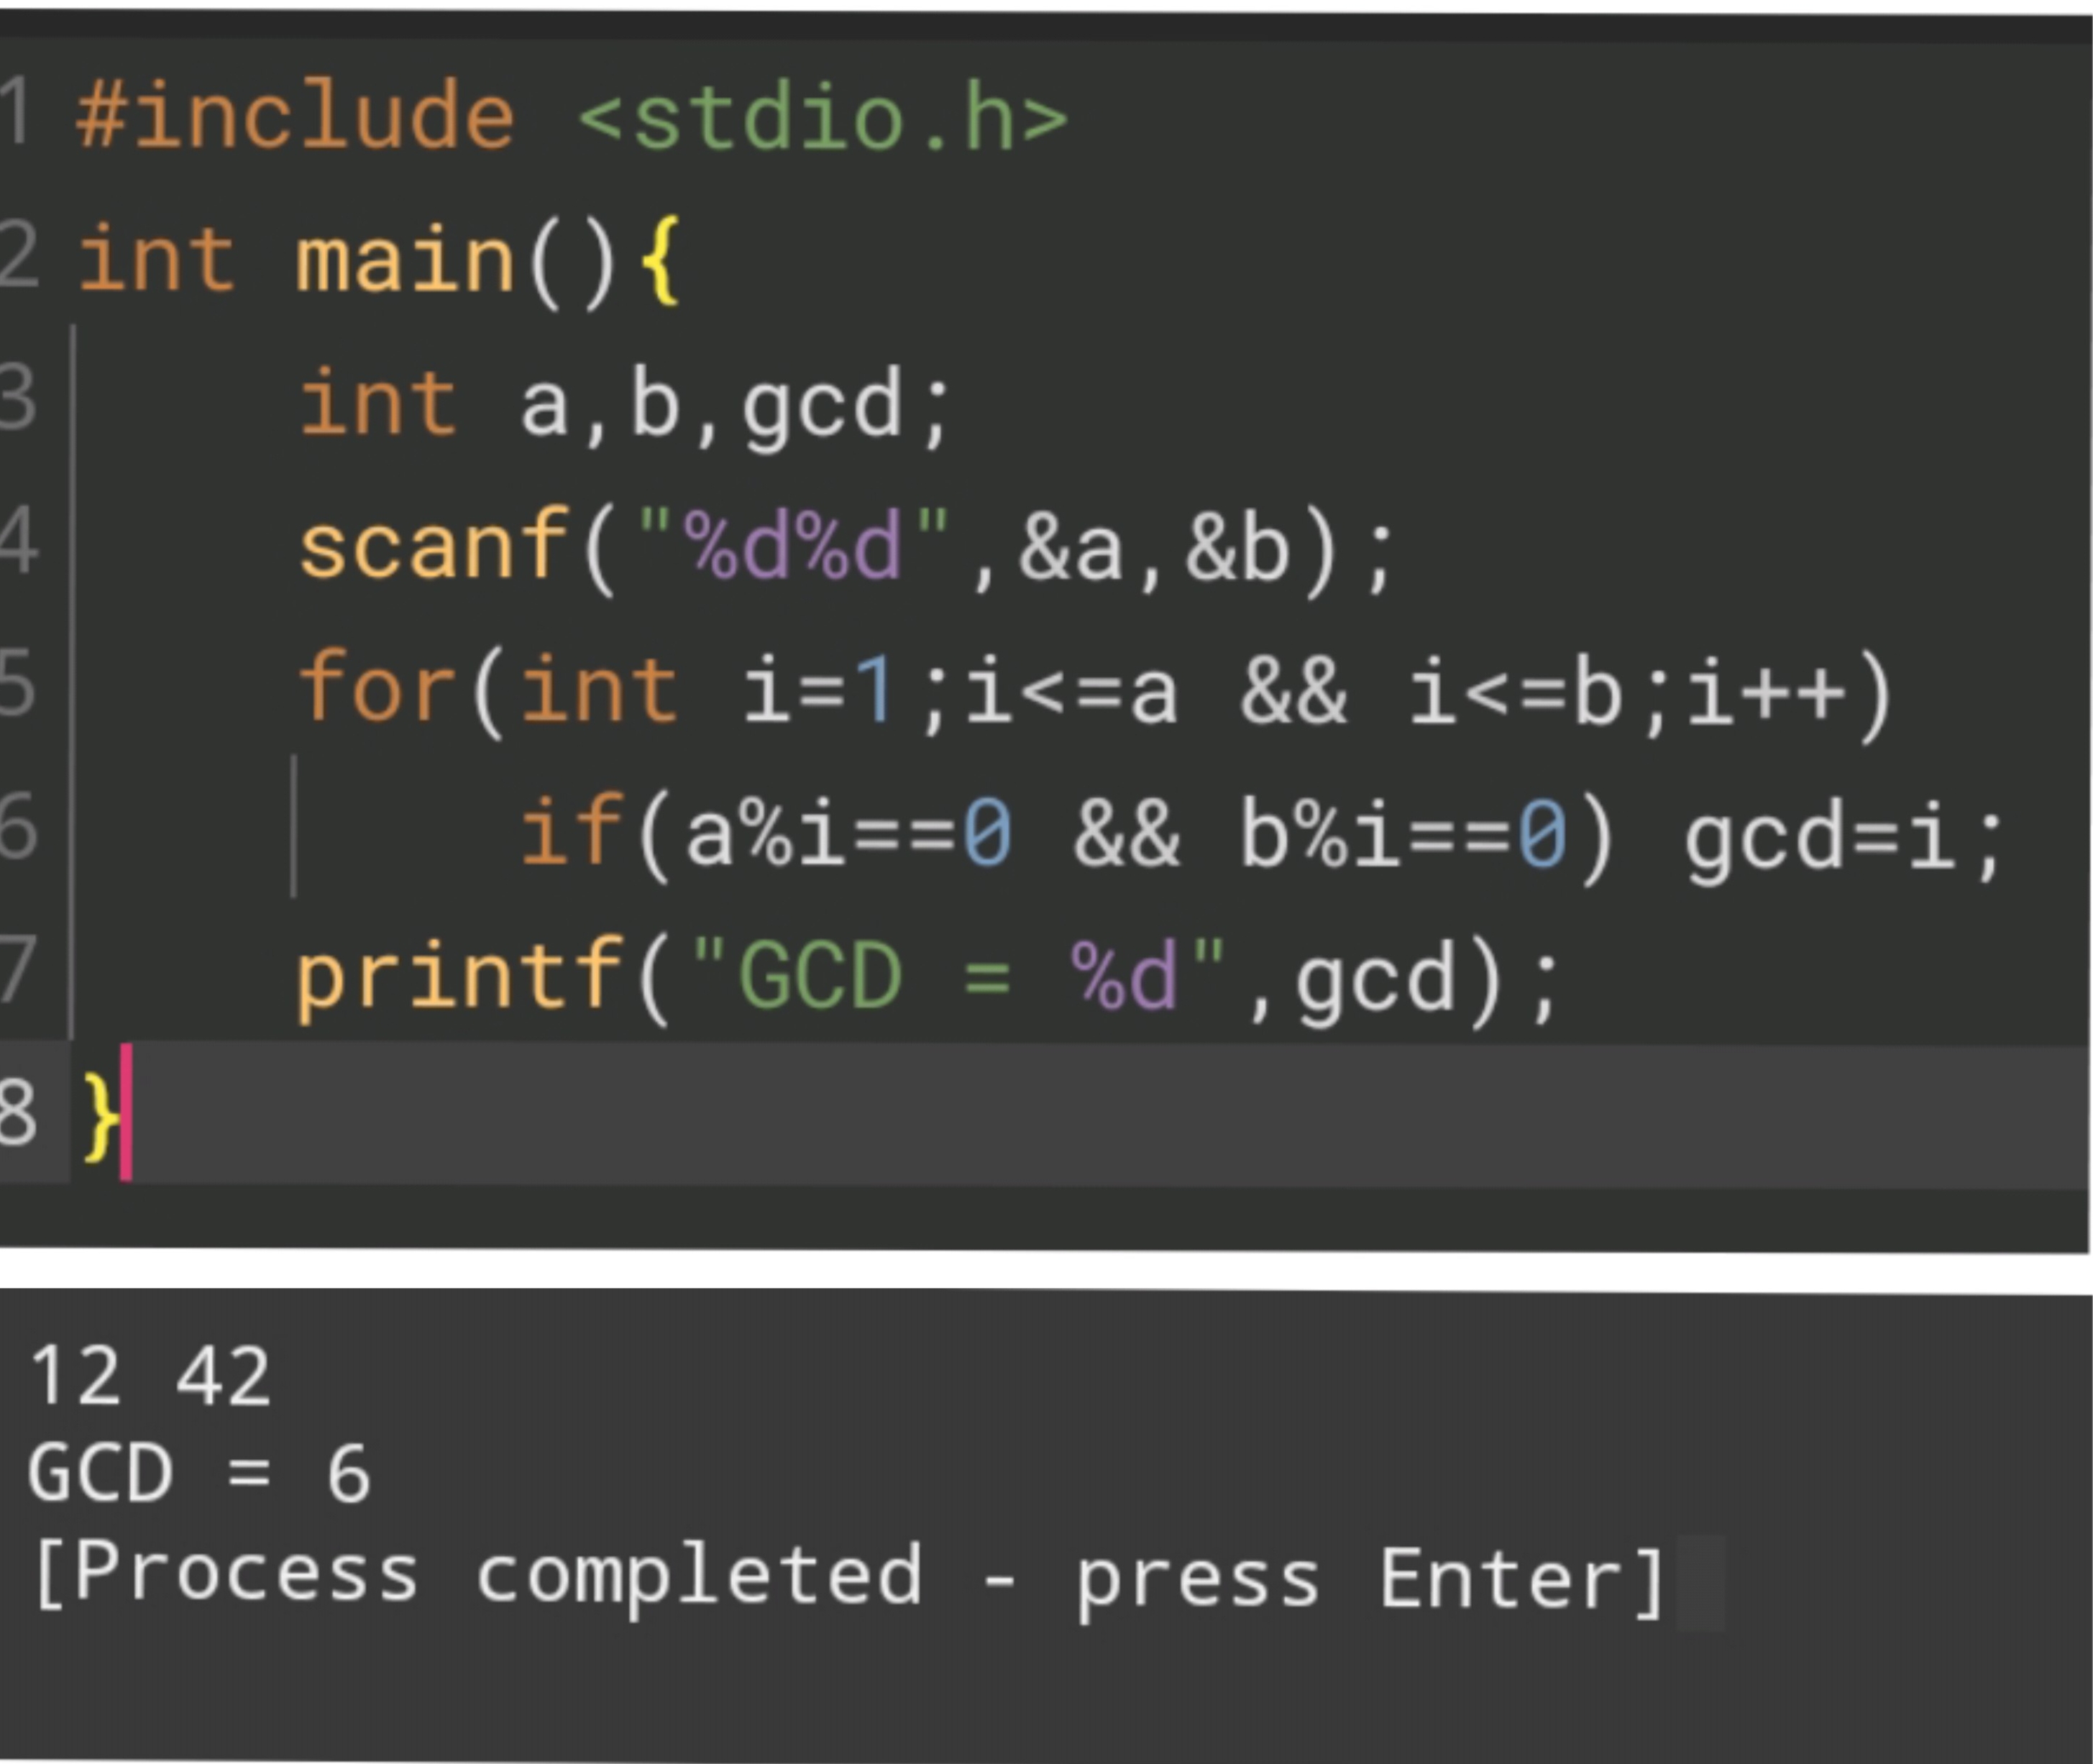 1 #include <stdio.h>
2 int main(){
3     int a,b,gcd;
4     scanf("%d%d",&a,&b);
5     for(int i=1;i<=a && i<=b;i++)
6         if(a%i==0 && b%i==0) gcd=i;
7     printf("GCD = %d",gcd);
8 }
12 42
GCD = 6
[Process completed - press Enter]